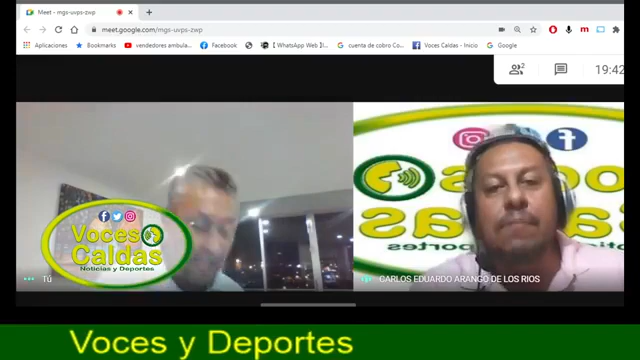 Meet - mgs-uvps-zwp
meet.google.com/mgs-uvps-zwp
Aplicaciones
Bookmarks
vendedores ambula...
Facebook
[WhatsApp Web]
cuenta de cobro Co...
Voces Caldas - Inicio
Google
2
19:42
Voces
Caldas
Noticias y Deportes
Tú
CARLOS EDUARDO ARANGO DE LOS RIOS
Voces y Deportes